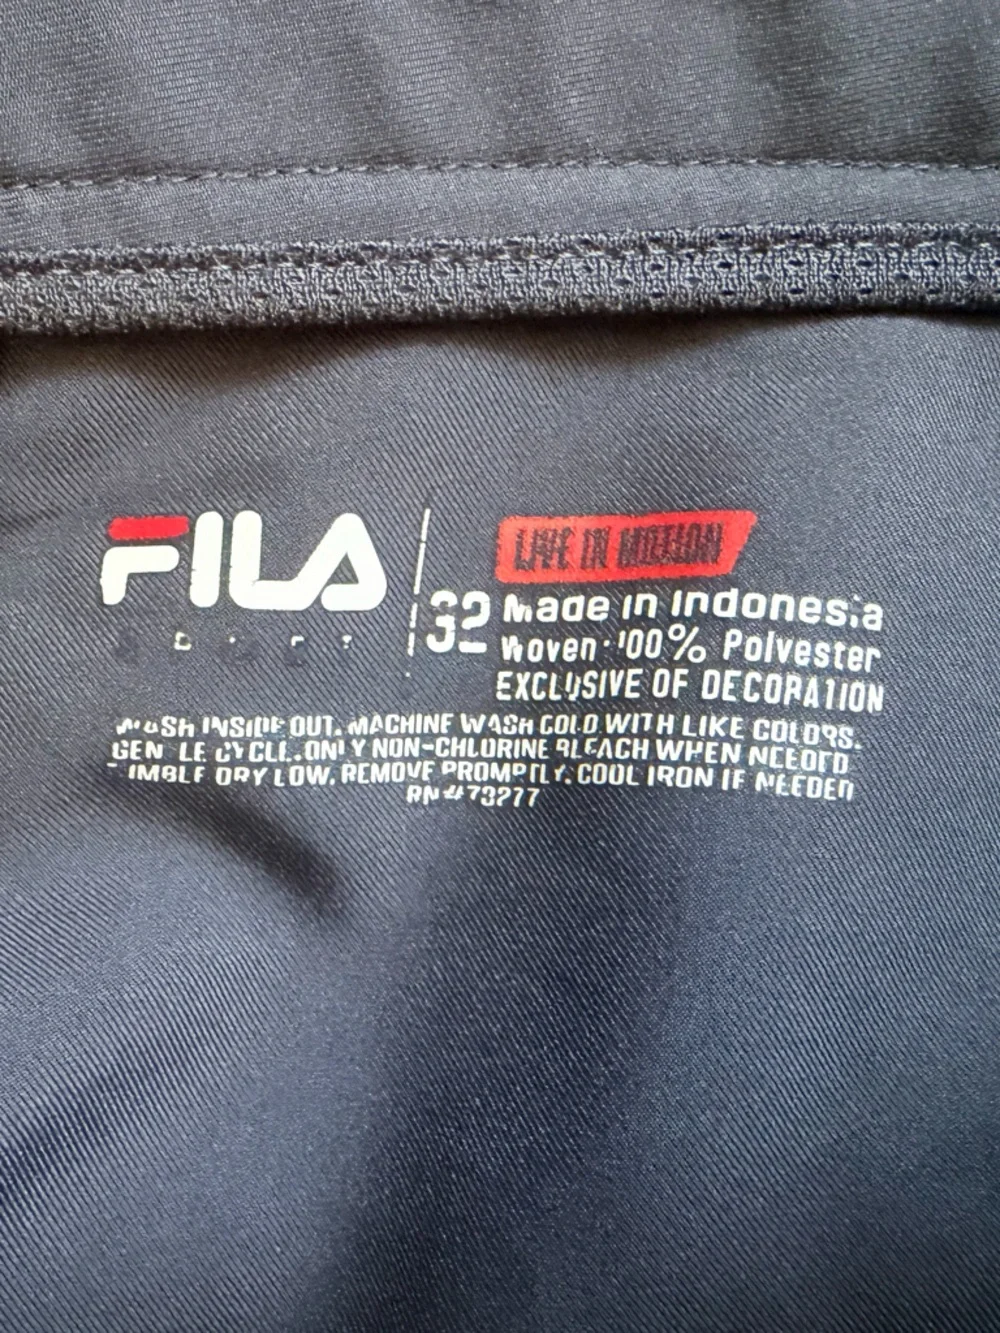 FILA
32
LIVE IN MOTION
Made in Indonesia
Woven: 100% Polyester
EXCLUSIVE OF DECORATION
WASH INSIDE OUT. MACHINE WASH COLD WITH LIKE COLORS.
GENTLE CYCLE. ONLY NON-CHLORINE BLEACH WHEN NEEDED
TUMBLE DRY LOW. REMOVE PROMPTLY. COOL IRON IF NEEDED
RN#73277